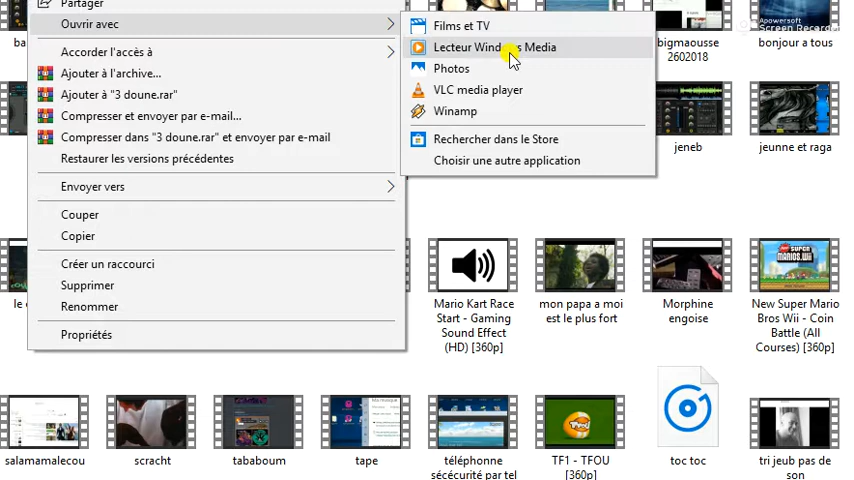 Partager
Ouvrir avec
Accorder l'accès à
Ajouter à l'archive...
Ajouter à "3 doune.rar"
Compresser et envoyer par e-mail...
Compresser dans "3 doune.rar" et envoyer par e-mail
Restaurer les versions précédentes
Envoyer vers
Couper
Copier
Créer un raccourci
Supprimer
Renommer
Propriétés
Films et TV
Lecteur Windows Media
Photos
VLC media player
Winamp
Rechercher dans le Store
Choisir une autre application
Apowersoft
Screen Recorder
ba
bigmaousse
2602018
bonjour a tous
jeneb
jeunne et raga
le c
Mario Kart Race
Start - Gaming
Sound Effect
(HD) [360p]
mon papa a moi
est le plus fort
Morphine
engoise
New Super Mario
Bros Wii - Coin
Battle (All
Courses) [360p]
salamamalecou
scracht
tababoum
tape
téléphonne
sécécurité par tel
TF1 - TFOU
[360p]
toc toc
tri jeub pas de
son